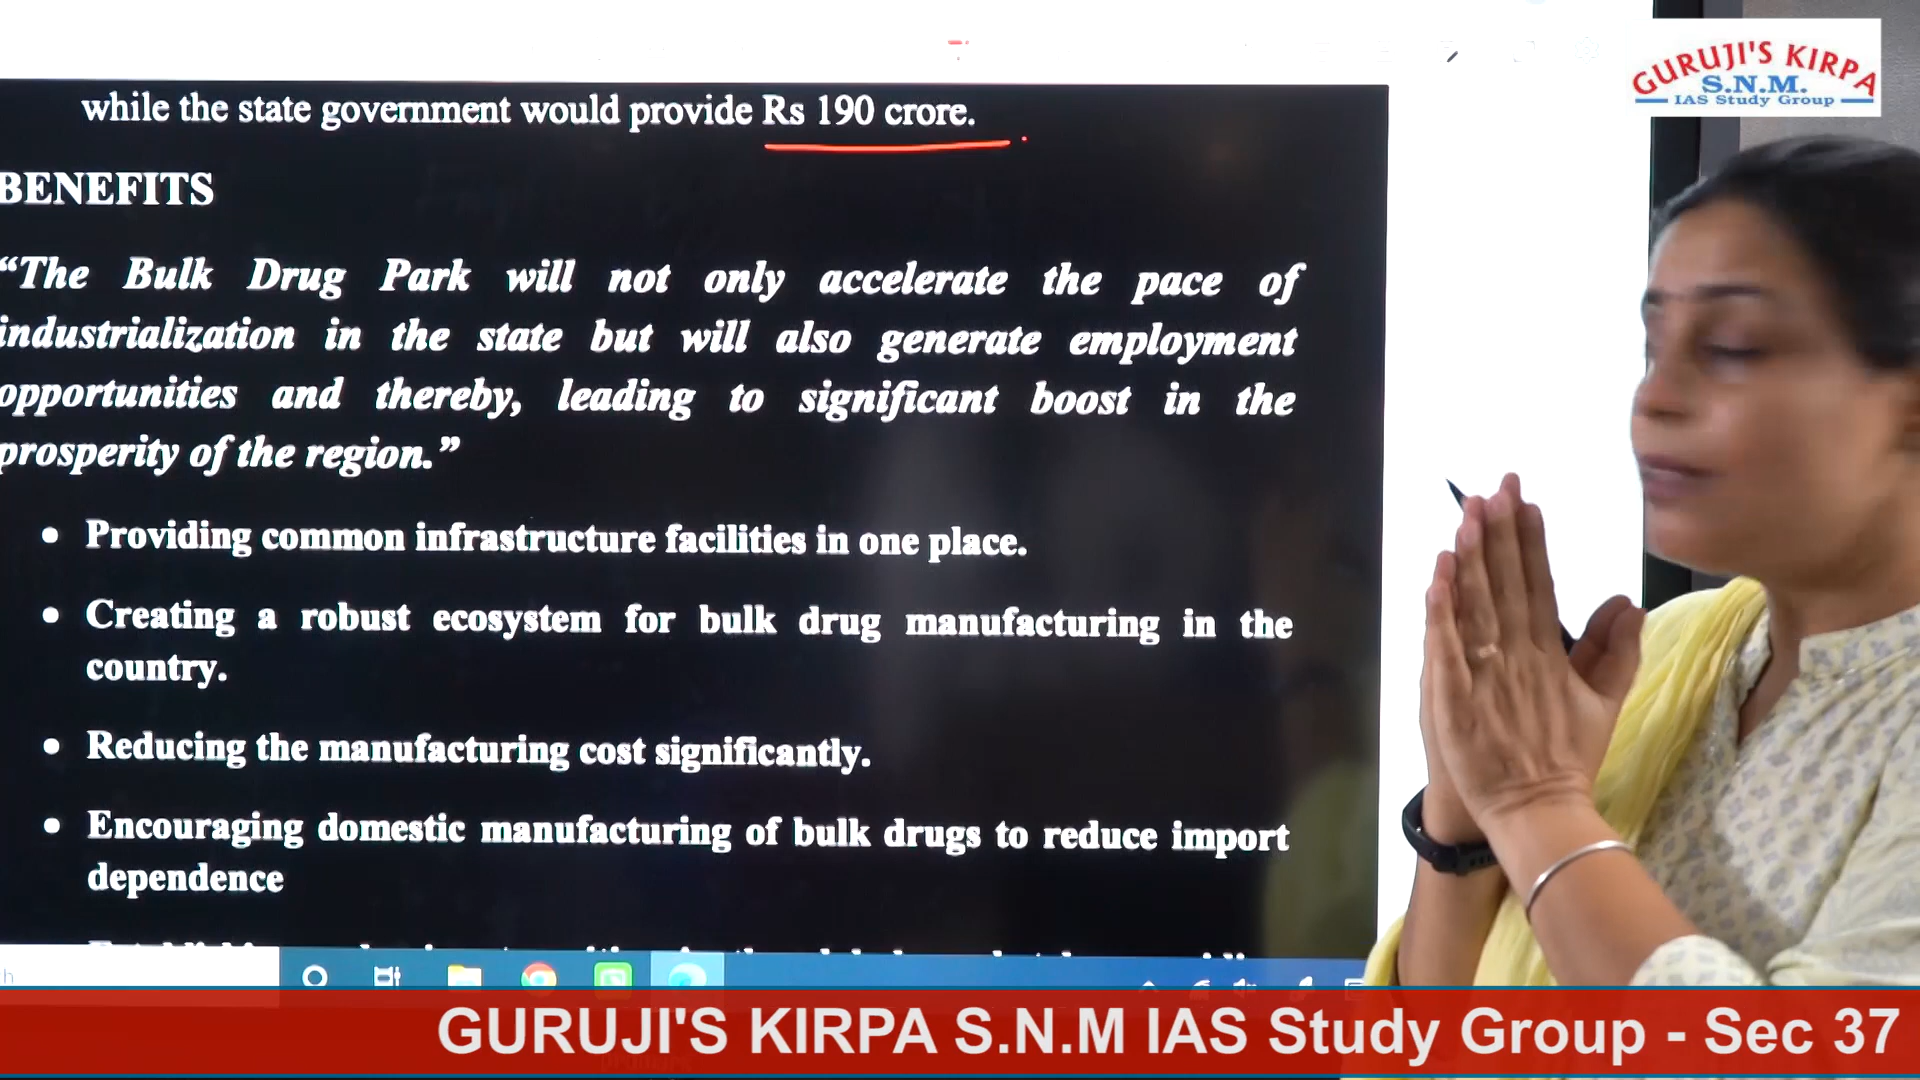 GURUJI'S KIRPA
S.N.M.
IAS Study Group
while the state government would provide Rs 190 crore.
BENEFITS
“The Bulk Drug Park will not only accelerate the pace of
industrialization in the state but will also generate employment
opportunities and thereby, leading to significant boost in the
prosperity of the region.”
• Providing common infrastructure facilities in one place.
• Creating a robust ecosystem for bulk drug manufacturing in the
country.
• Reducing the manufacturing cost significantly.
• Encouraging domestic manufacturing of bulk drugs to reduce import
dependence
GURUJI'S KIRPA S.N.M IAS Study Group - Sec 37